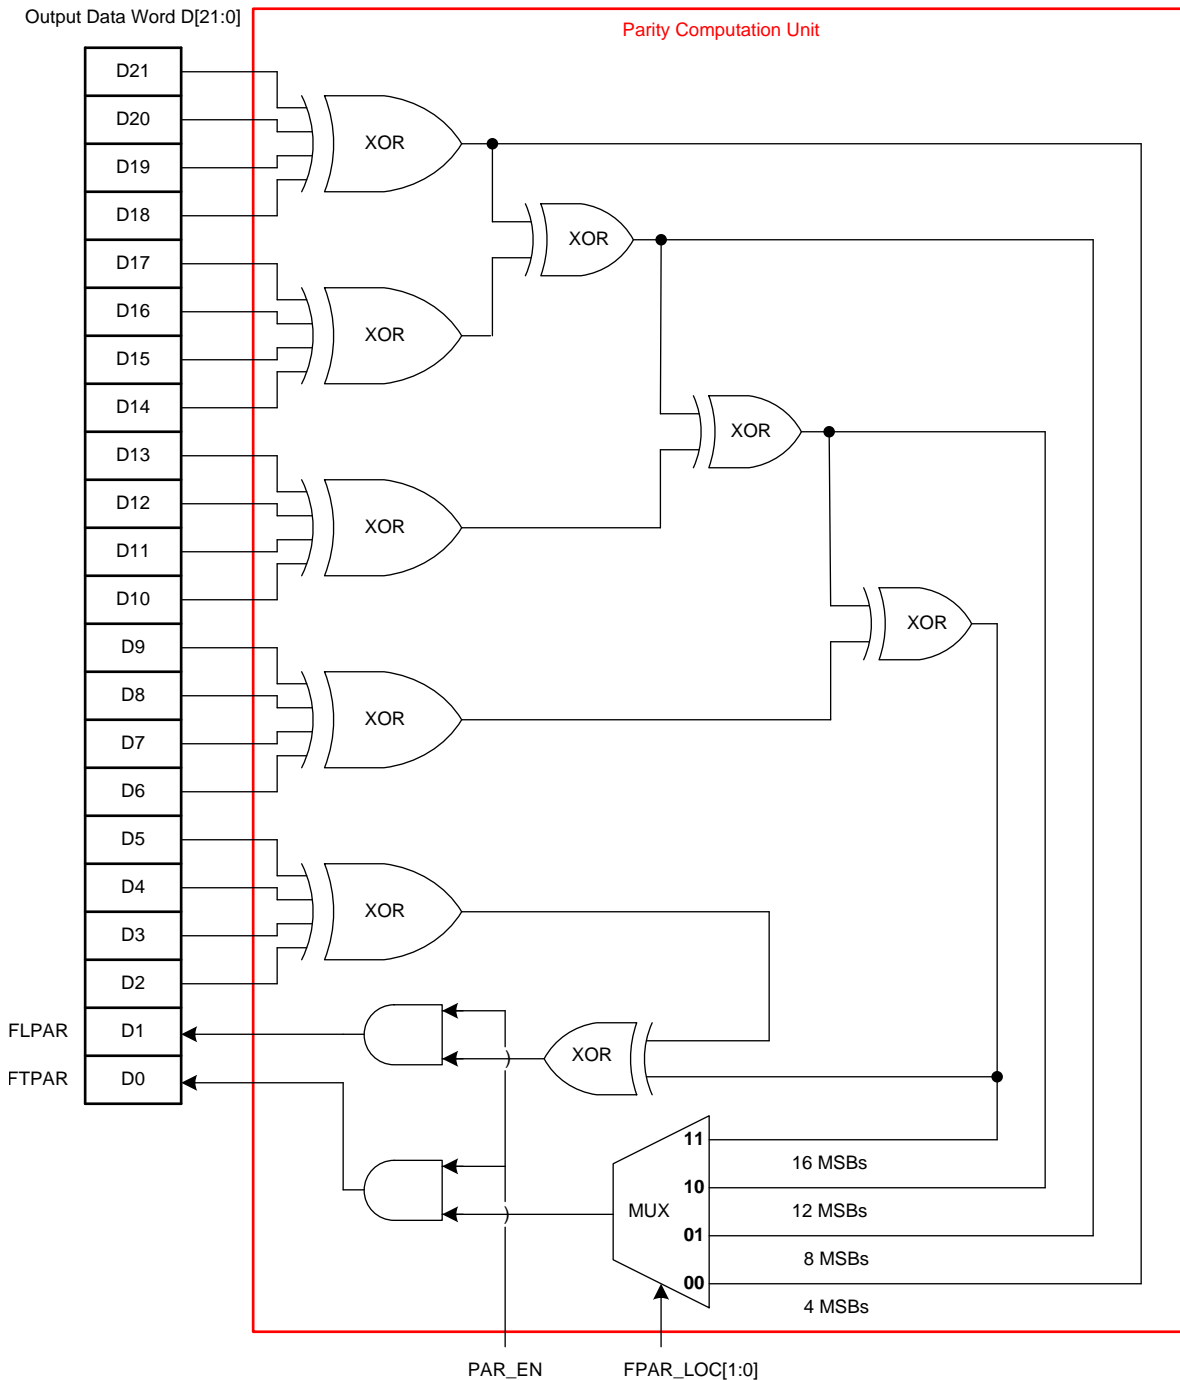 Output Data Word D[21:0]
Parity Computation Unit
D21
D20
D19
D18
D17
D16
D15
D14
D13
D12
D11
D10
D9
D8
D7
D6
D5
D4
D3
D2
FLPAR D1
FTPAR D0
XOR
XOR
XOR
XOR
XOR
XOR
XOR
XOR
XOR
MUX
11
16 MSBs
10
12 MSBs
01
8 MSBs
00
4 MSBs
PAR_EN
FPAR_LOC[1:0]